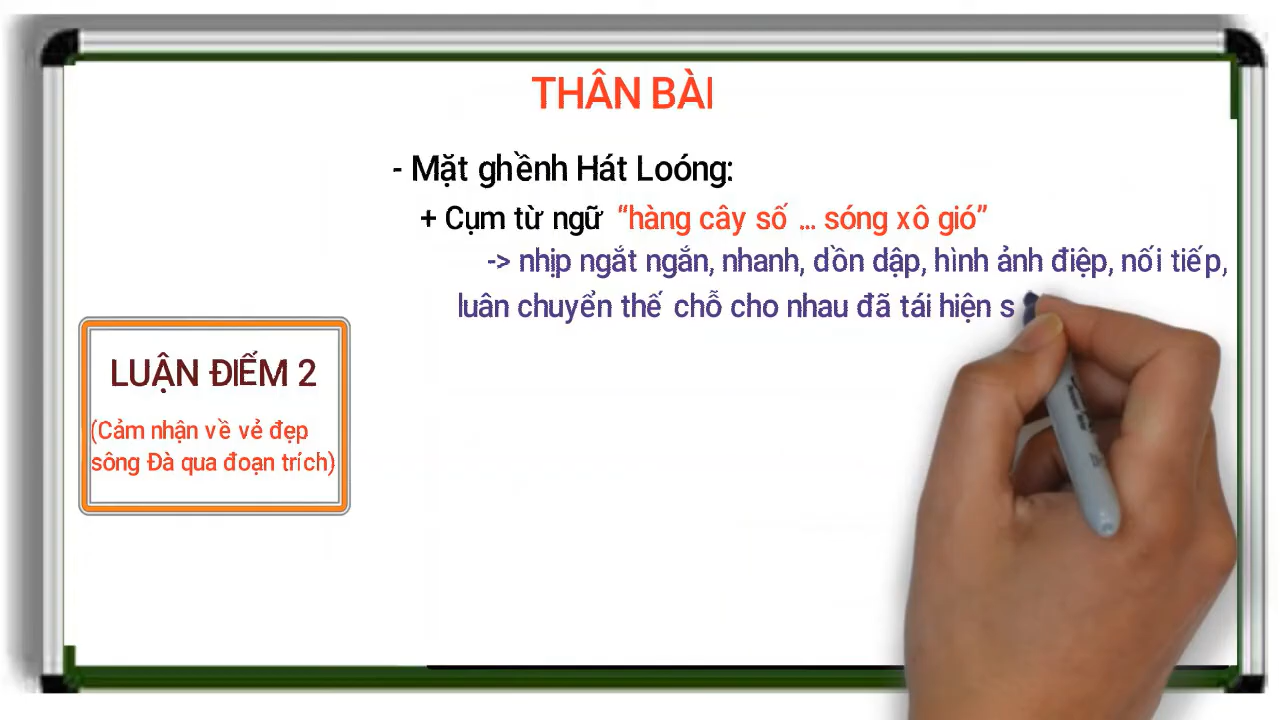 THÂN BÀI
- Mặt ghềnh Hát Loóng:
+ Cụm từ ngữ “hàng cây số ... sóng xô gió”
-> nhịp ngắt ngắn, nhanh, dồn dập, hình ảnh điệp, nối tiếp,
luân chuyển thế chỗ cho nhau đã tái hiện s
LUẬN ĐIẾM 2
(Cảm nhận về vẻ đẹp
sông Đà qua đoạn trích)